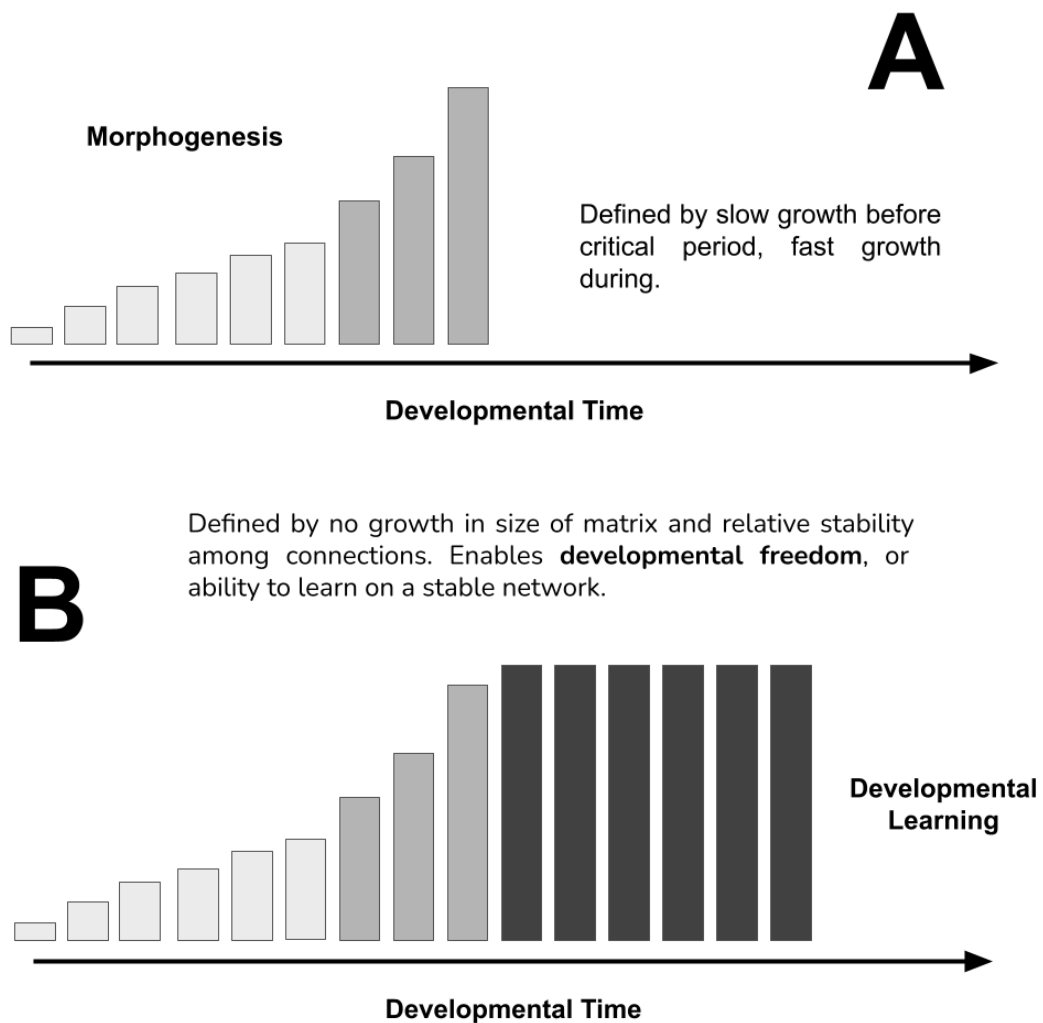 A
Morphogenesis
Defined by slow growth before
critical period, fast growth
during.
Developmental Time
Defined by no growth in size of matrix and relative stability
among connections. Enables developmental freedom, or
ability to learn on a stable network.
B
Developmental
Learning
Developmental Time